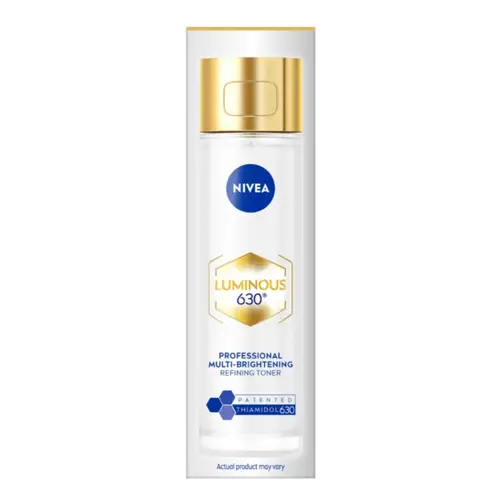 NIVEA
LUMINOUS
630®
PROFESSIONAL
MULTI-BRIGHTENING
REFINING TONER
PATENTED
THIAMIDOL630
Actual product may vary